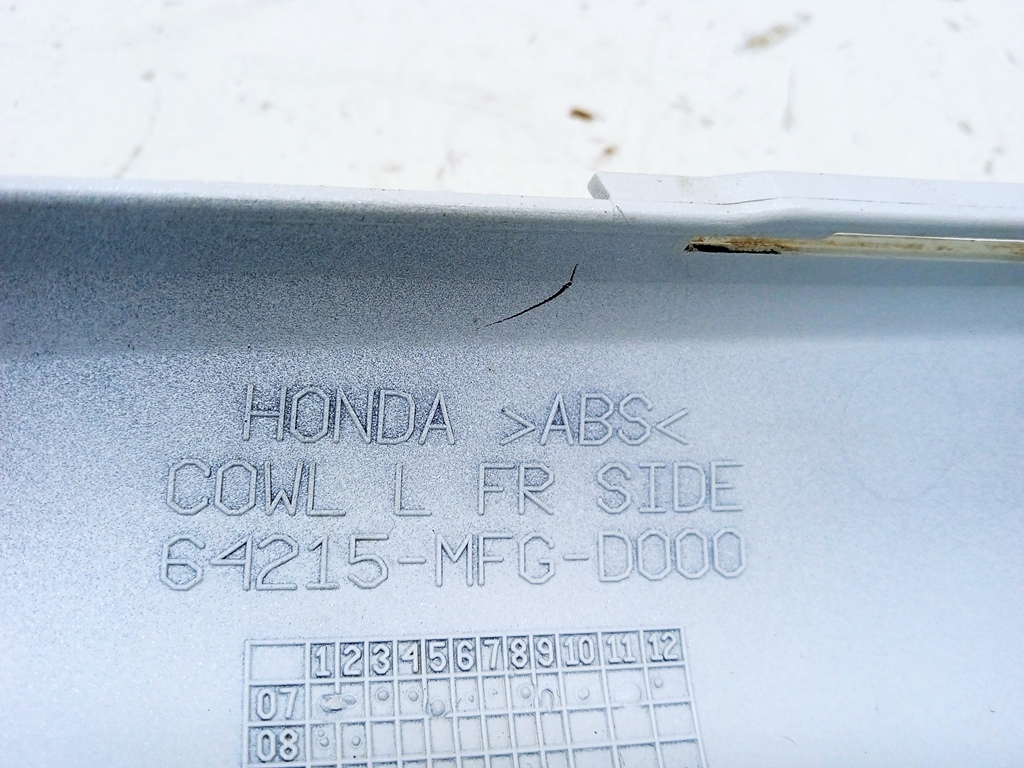 HONDA >ABS<
COWL L FR SIDE
64215-MFG-D000
1 2 3 4 5 6 7 8 9 10 11 12
07
08